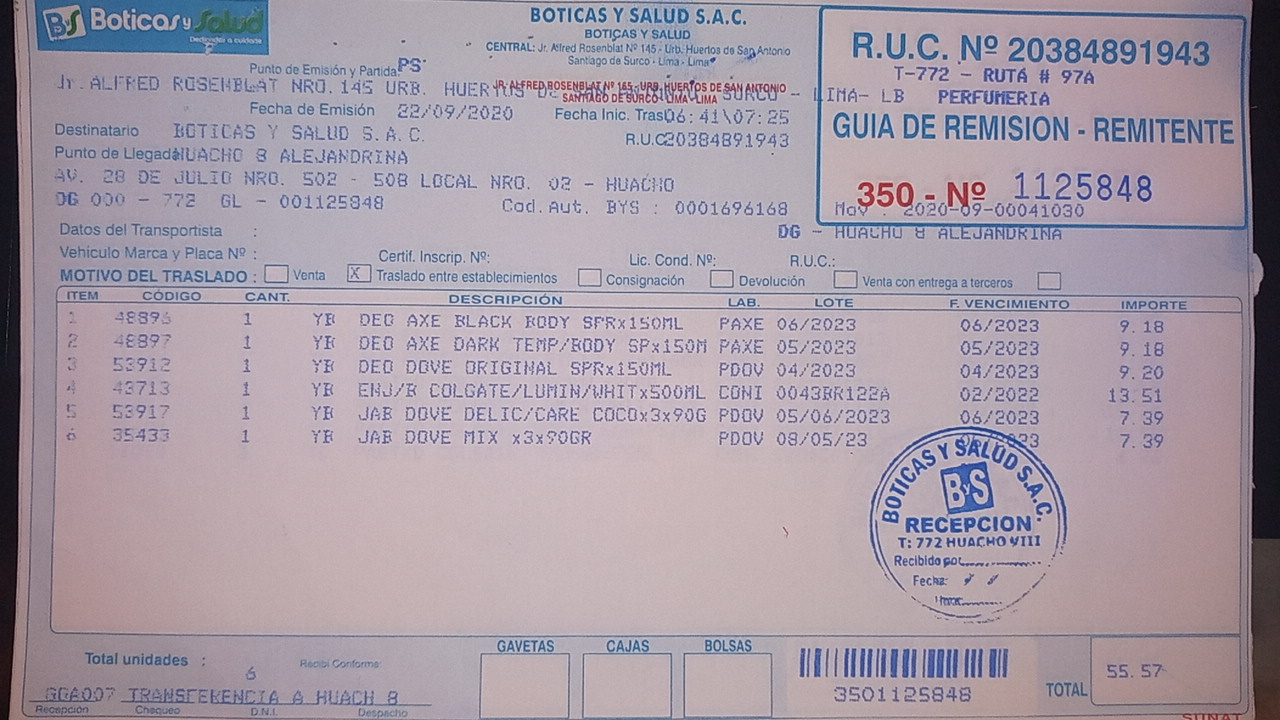 Boticas y Salud
Dedicados a cuidarte
BOTICAS Y SALUD S.A.C.
BOTICAS Y SALUD
CENTRAL: Jr. Alfred Rosenblat Nº 145 - Urb. Huertos de San Antonio
Santiago de Surco - Lima - Lima
R.U.C. Nº 20384891943
T-772 - RUTA # 97A
PERFUMERIA
GUIA DE REMISION - REMITENTE
350 - Nº 1125848
Punto de Emisión y Partida: PS
Jr. ALFRED ROSENBLAT NRO. 145 URB. HUERTOS DE SURCO - LIMA- LB
JR. ALFRED ROSENBLAT Nº 165, URB. HUERTOS DE SAN ANTONIO
SANTIAGO DE SURCO - LIMA - LIMA
Fecha de Emisión 22/09/2020 Fecha Inic. Tras 06:41\07:25
Destinatario BOTICAS Y SALUD S.A.C. R.U.C 20384891943
Punto de Llegada HUACHO 8 ALEJANDRINA
AV. 28 DE JULIO NRO. 502 - 508 LOCAL NRO. 02 - HUACHO
DG 000 - 772 GL - 001125848 Cod.Aut. BYS : 0001696168 Mov : 2020-09-00041030
Datos del Transportista : DG - HUACHO 8 ALEJANDRINA
Vehiculo Marca y Placa Nº : Certif. Inscrip. Nº: Lic. Cond. Nº: R.U.C.:
MOTIVO DEL TRASLADO : Venta X Traslado entre establecimientos Consignación Devolución Venta con entrega a terceros
ITEM CÓDIGO CANT. DESCRIPCIÓN LAB. LOTE F. VENCIMIENTO IMPORTE
1 48896 1 YB DEO AXE BLACK BODY SPRx150ML PAXE 06/2023 06/2023 9.18
2 48897 1 YB DEO AXE DARK TEMP/BODY SPx150M PAXE 05/2023 05/2023 9.18
3 53912 1 YB DEO DOVE ORIGINAL SPRx150ML PDOV 04/2023 04/2023 9.20
4 43713 1 YB ENJ/B COLGATE/LUMIN/WHITx500ML CONI 0043BR122A 02/2022 13.51
5 53917 1 YB JAB DOVE DELIC/CARE COCOx3x90G PDOV 05/06/2023 06/2023 7.39
6 35433 1 YB JAB DOVE MIX x3x90GR PDOV 08/05/23 7.39
BOTICAS Y SALUD S.A.C.
ByS
RECEPCION
T: 772 HUACHO VIII
Recibido por
Fecha:
Total unidades : 6 Recibi Conforme:
GAVETAS CAJAS BOLSAS
3501125848
TOTAL 55.57
GGA007 TRANSFERENCIA A HUACH 8
Recepción Chequeo D.N.I. Despacho
SUNAT